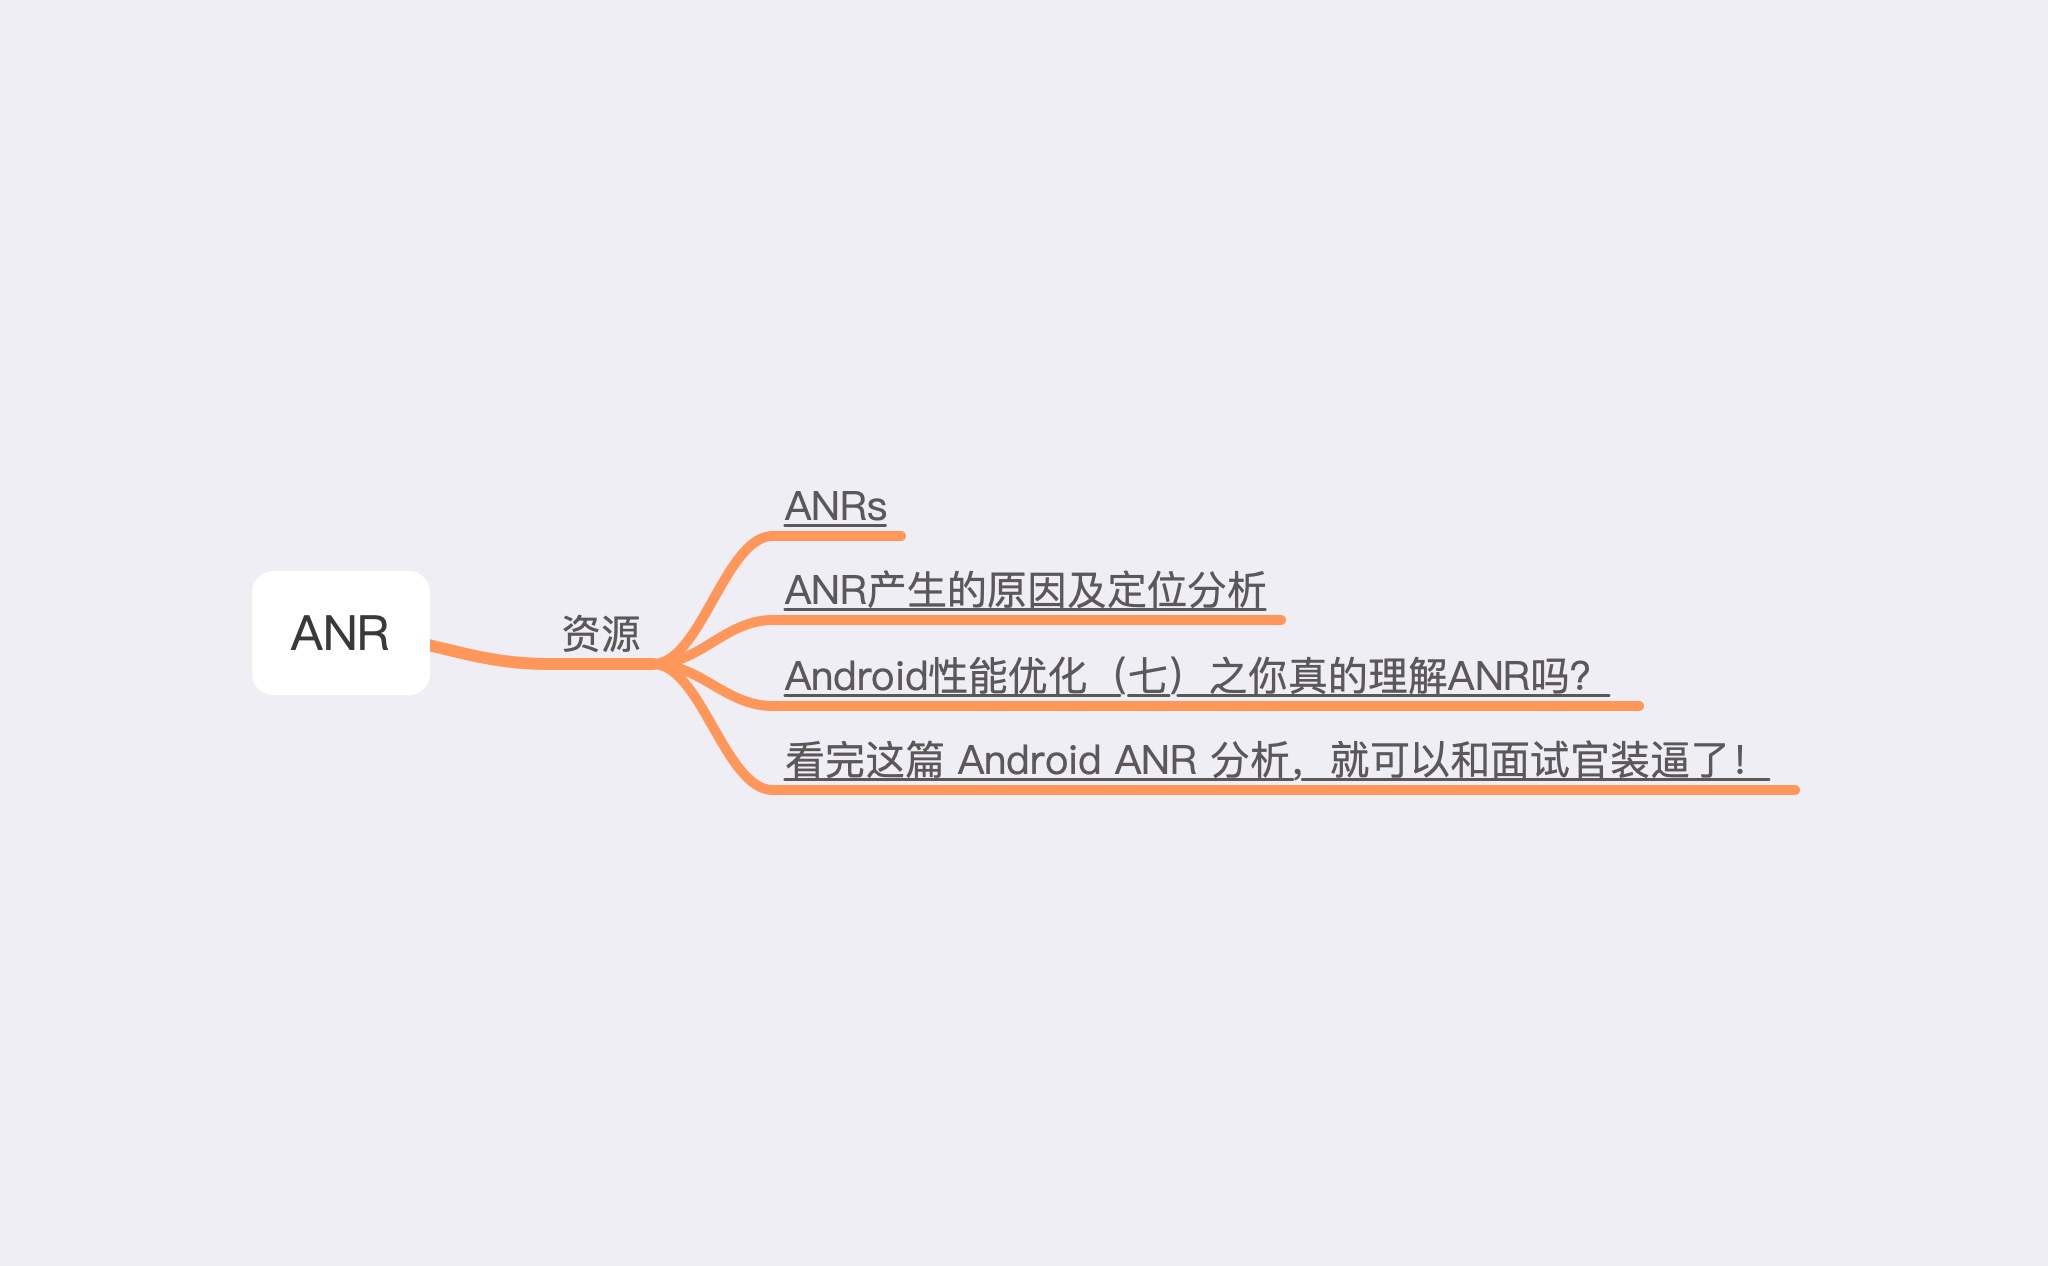 ANR
资源
ANRs
ANR产生的原因及定位分析
Android性能优化（七）之你真的理解ANR吗？
看完这篇 Android ANR 分析，就可以和面试官装逼了！